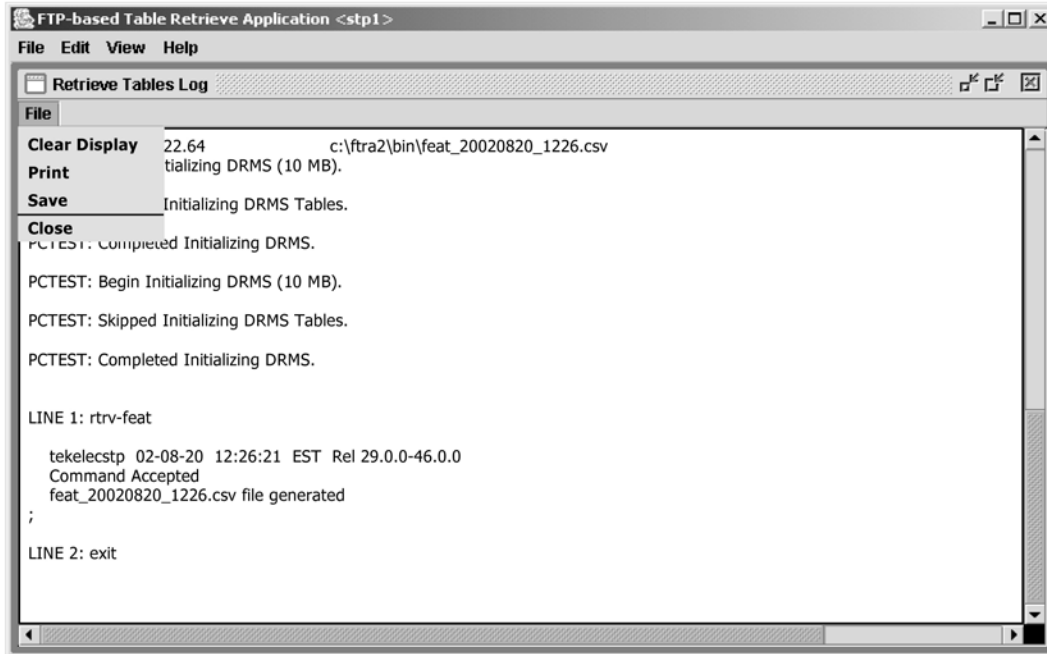 FTP-based Table Retrieve Application <stp1>
File Edit View Help
Retrieve Tables Log
File
Clear Display
Print
Save
Close
22.64 c:\ftra2\bin\feat_20020820_1226.csv
tializing DRMS (10 MB).
Initializing DRMS Tables.
PCTEST: Completed Initializing DRMS.
PCTEST: Begin Initializing DRMS (10 MB).
PCTEST: Skipped Initializing DRMS Tables.
PCTEST: Completed Initializing DRMS.
LINE 1: rtrv-feat
tekelecstp 02-08-20 12:26:21 EST Rel 29.0.0-46.0.0
Command Accepted
feat_20020820_1226.csv file generated
;
LINE 2: exit